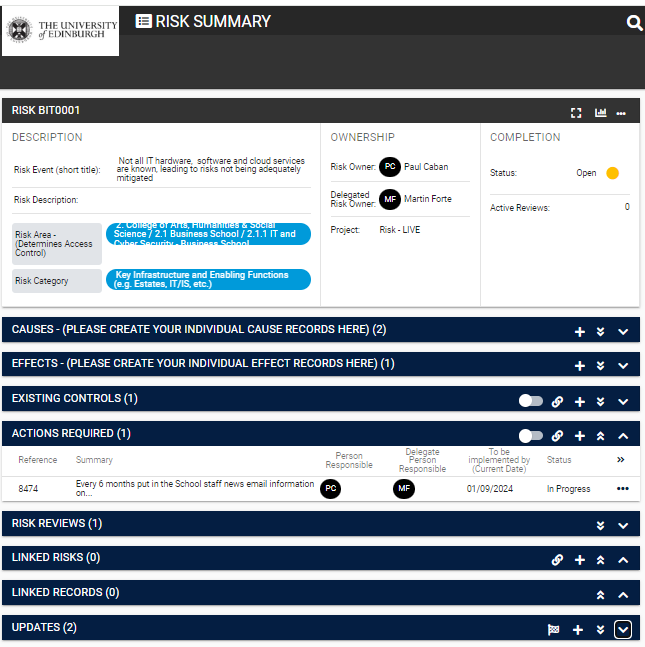 THE UNIVERSITY
of EDINBURGH
RISK SUMMARY
RISK BIT0001
DESCRIPTION
Risk Event (short title):
Not all IT hardware, software and cloud services
are known, leading to risks not being adequately
mitigated
Risk Description:
Risk Area -
(Determines Access
Control)
2. College of Arts, Humanities & Social
Science / 2.1 Business School / 2.1.1 IT and
Cyber Security - Business School
Risk Category
Key Infrastructure and Enabling Functions
(e.g. Estates, IT/IS, etc.)
OWNERSHIP
Risk Owner: PC Paul Caban
Delegated
Risk Owner: MF Martin Forte
Project: Risk - LIVE
COMPLETION
Status: Open
Active Reviews: 0
CAUSES - (PLEASE CREATE YOUR INDIVIDUAL CAUSE RECORDS HERE) (2)
EFFECTS - (PLEASE CREATE YOUR INDIVIDUAL EFFECT RECORDS HERE) (1)
EXISTING CONTROLS (1)
ACTIONS REQUIRED (1)
Reference
Summary
Person
Responsible
Delegate
Person
Responsible
To be
implemented by
(Current Date)
Status
8474
Every 6 months put in the School staff news email information
on...
PC
MF
01/09/2024
In Progress
RISK REVIEWS (1)
LINKED RISKS (0)
LINKED RECORDS (0)
UPDATES (2)